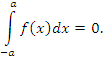 ∫_{-a}^{a} f(x)dx = 0.